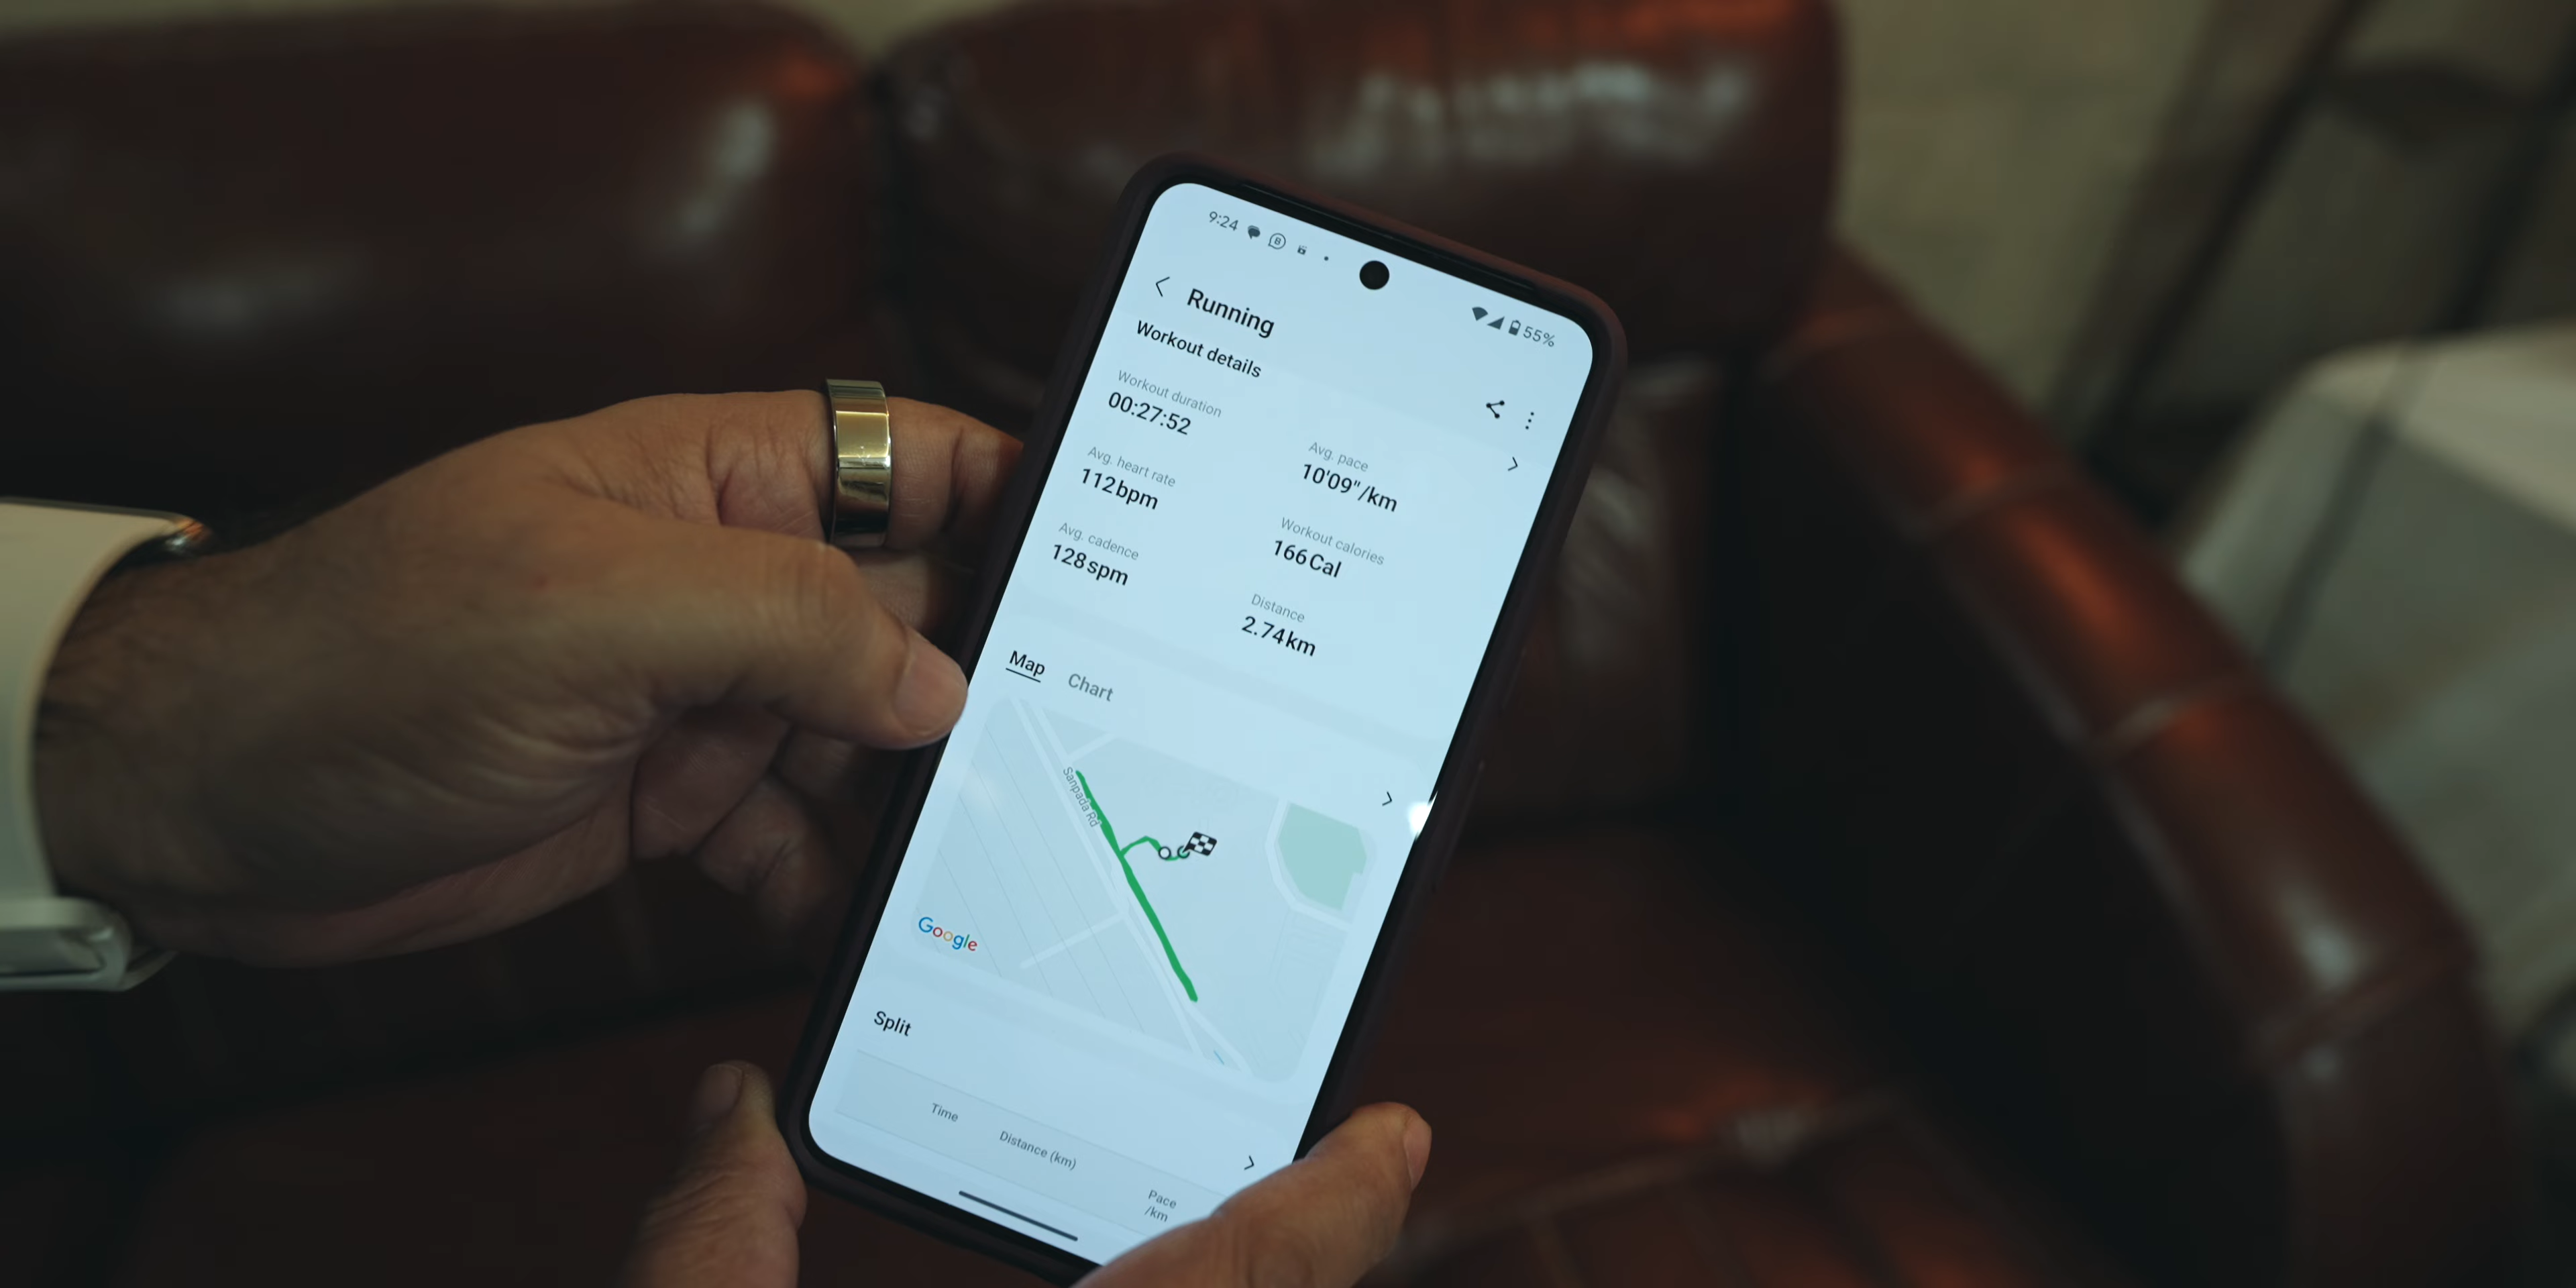 9:24
55%
Running
Workout details
Workout duration
00:27:52
Avg. pace
10'09"/km
Avg. heart rate
112bpm
Workout calories
166Cal
Avg. cadence
128spm
Distance
2.74km
Map Chart
Sanpada Rd
Google
Split
Time Distance (km) Pace
/km